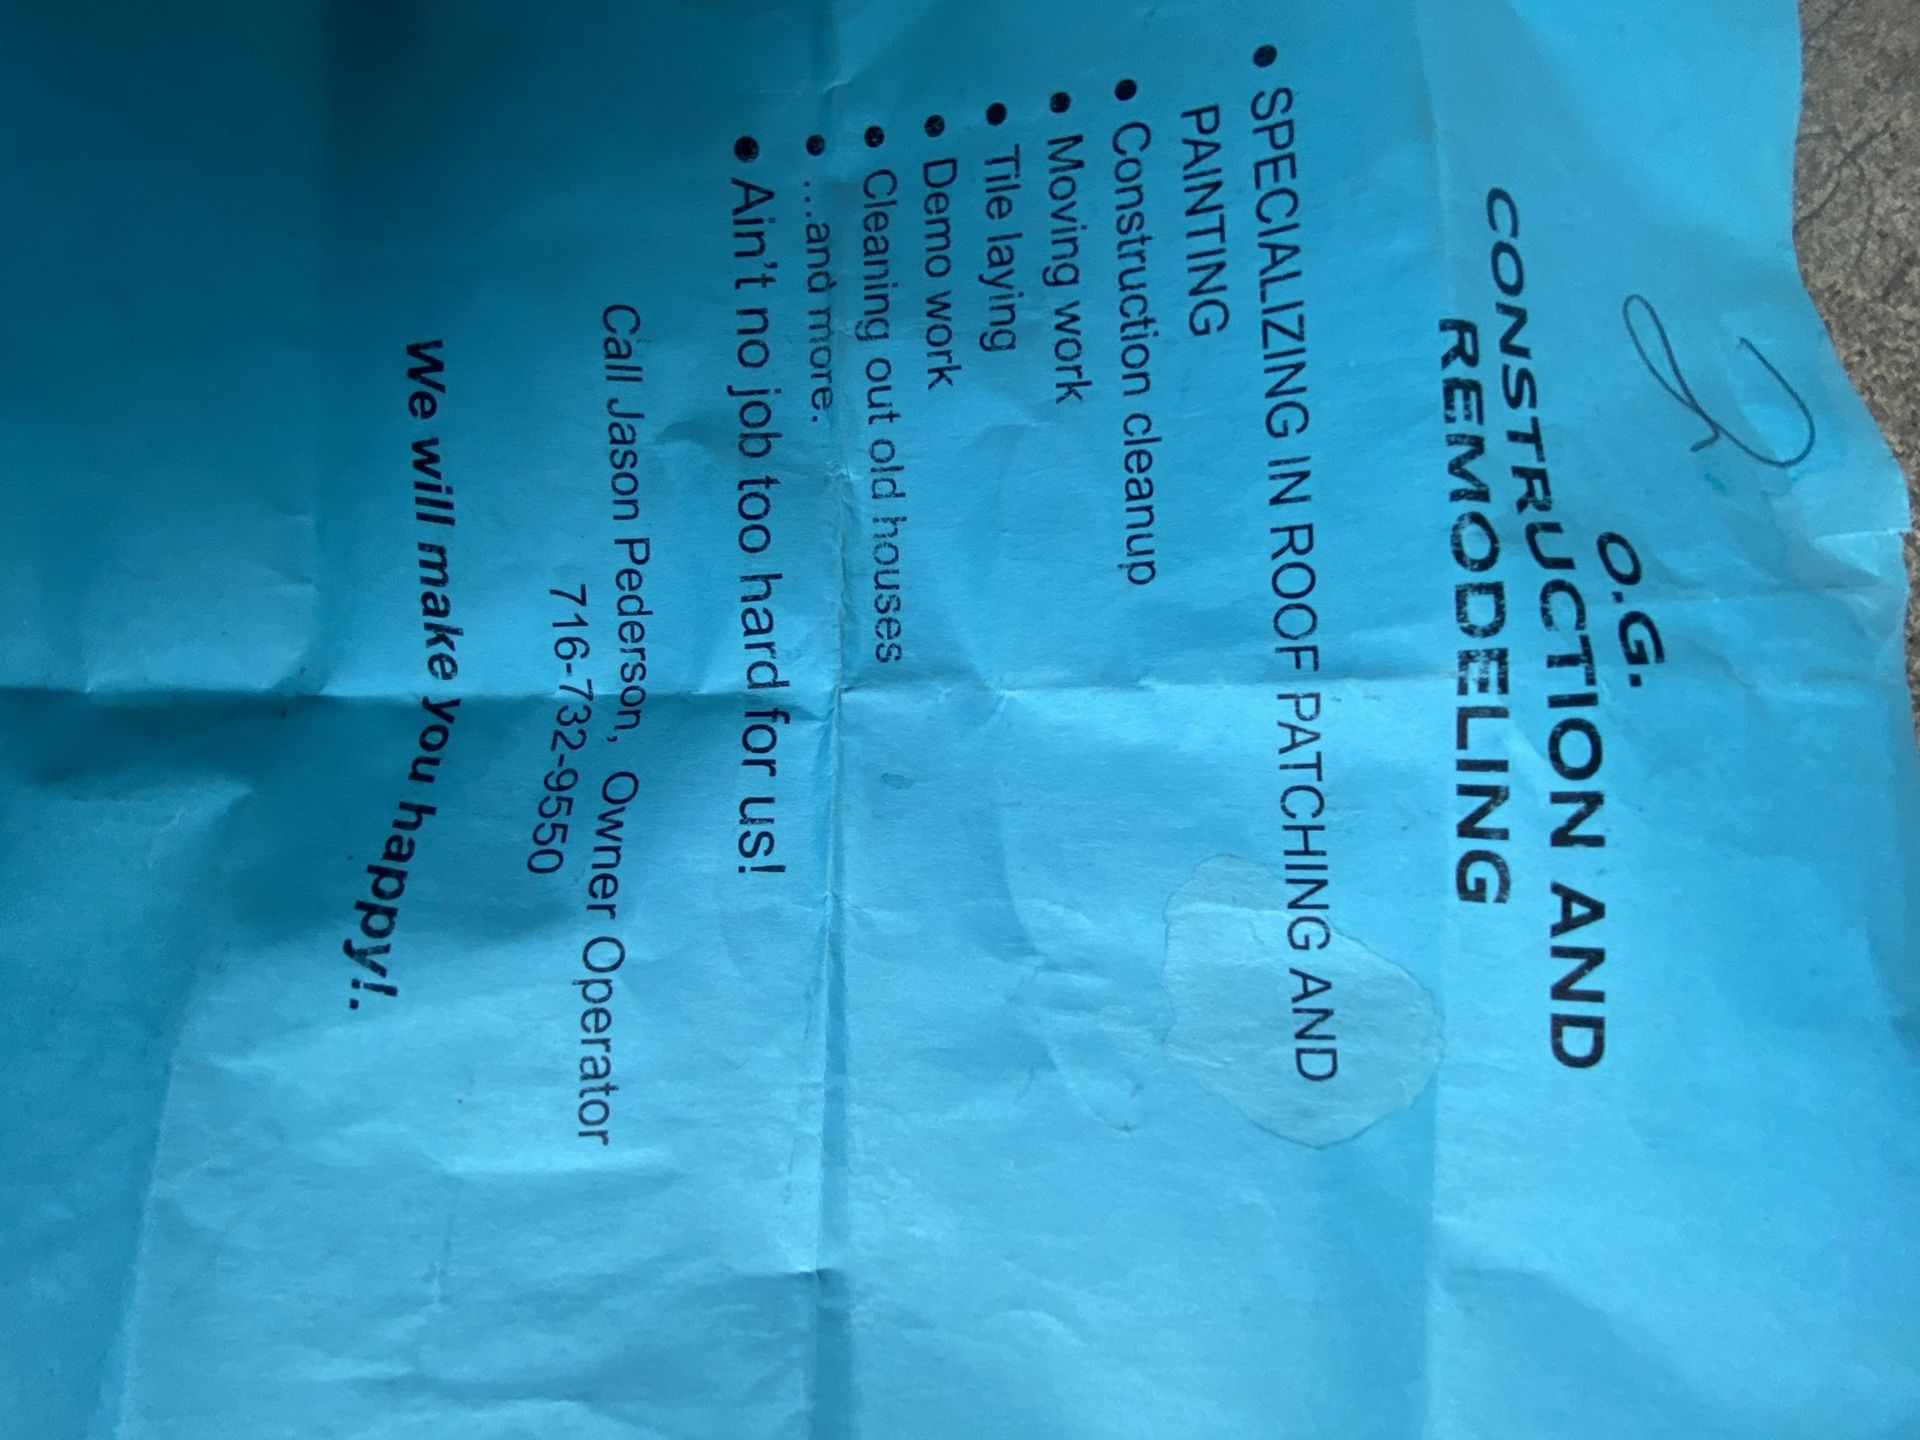 O.G.
CONSTRUCTION AND
REMODELING
• SPECIALIZING IN ROOF PATCHING AND
PAINTING
• Construction cleanup
• Moving work
• Tile laying
• Demo work
• Cleaning out old houses
• ...and more.
• Ain't no job too hard for us!
Call Jason Pederson, Owner Operator
716-732-9550
We will make you happy!.